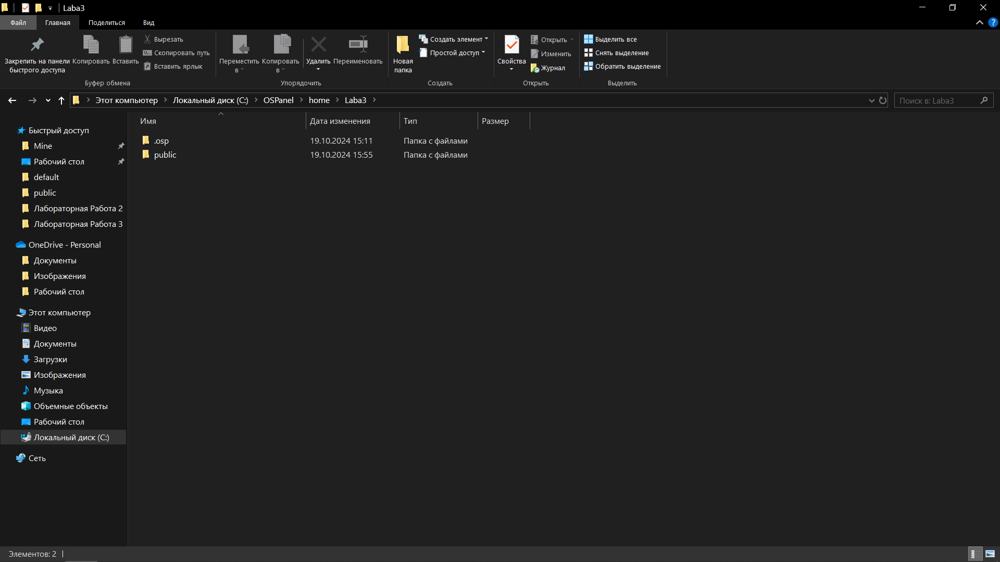 Laba3
Файл Главная Поделиться Вид
Закрепить на панели быстрого доступа
Копировать
Вставить
Вырезать
Скопировать путь
Вставить ярлык
Буфер обмена
Переместить в
Копировать в
Удалить
Переименовать
Упорядочить
Новая папка
Создать элемент
Простой доступ
Создать
Свойства
Открыть
Изменить
Журнал
Открыть
Выделить все
Снять выделение
Обратить выделение
Выделить
Этот компьютер Локальный диск (C:) OSPanel home Laba3
Поиск в: Laba3
Быстрый доступ
Mine
Рабочий стол
default
public
Лабораторная Работа 2
Лабораторная Работа 3
OneDrive - Personal
Документы
Изображения
Рабочий стол
Этот компьютер
Видео
Документы
Загрузки
Изображения
Музыка
Объемные объекты
Рабочий стол
Локальный диск (C:)
Сеть
Имя Дата изменения Тип Размер
.osp 19.10.2024 15:11 Папка с файлами
public 19.10.2024 15:55 Папка с файлами
Элементов: 2